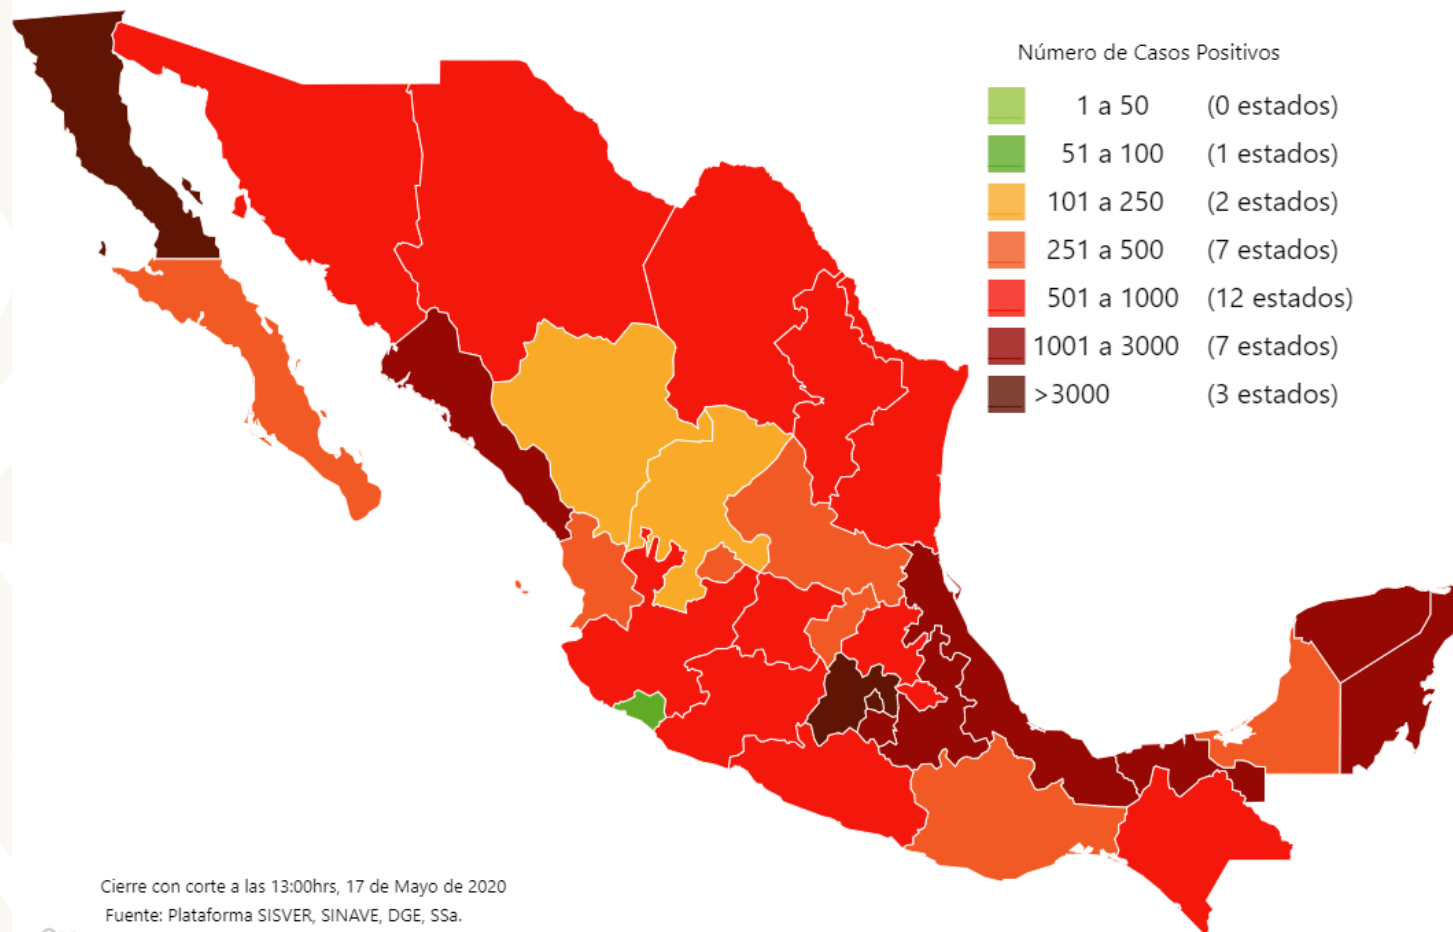 Número de Casos Positivos
1 a 50 (0 estados)
51 a 100 (1 estados)
101 a 250 (2 estados)
251 a 500 (7 estados)
501 a 1000 (12 estados)
1001 a 3000 (7 estados)
>3000 (3 estados)
Cierre con corte a las 13:00hrs, 17 de Mayo de 2020
Fuente: Plataforma SISVER, SINAVE, DGE, SSa.